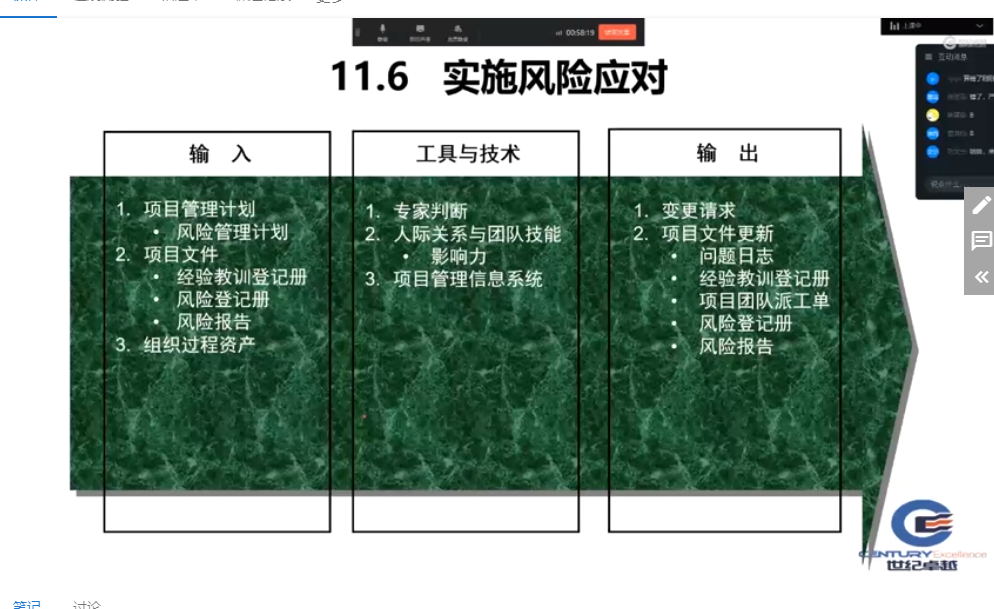 00:58:19
上课中
11.6 实施风险应对
互动消息
输 入
工具与技术
输 出
1. 项目管理计划
• 风险管理计划
2. 项目文件
• 经验教训登记册
• 风险登记册
• 风险报告
3. 组织过程资产
1. 专家判断
2. 人际关系与团队技能
• 影响力
3. 项目管理信息系统
1. 变更请求
2. 项目文件更新
• 问题日志
• 经验教训登记册
• 项目团队派工单
• 风险登记册
• 风险报告
CENTURY Excellence
世纪卓越
笔记
讨论